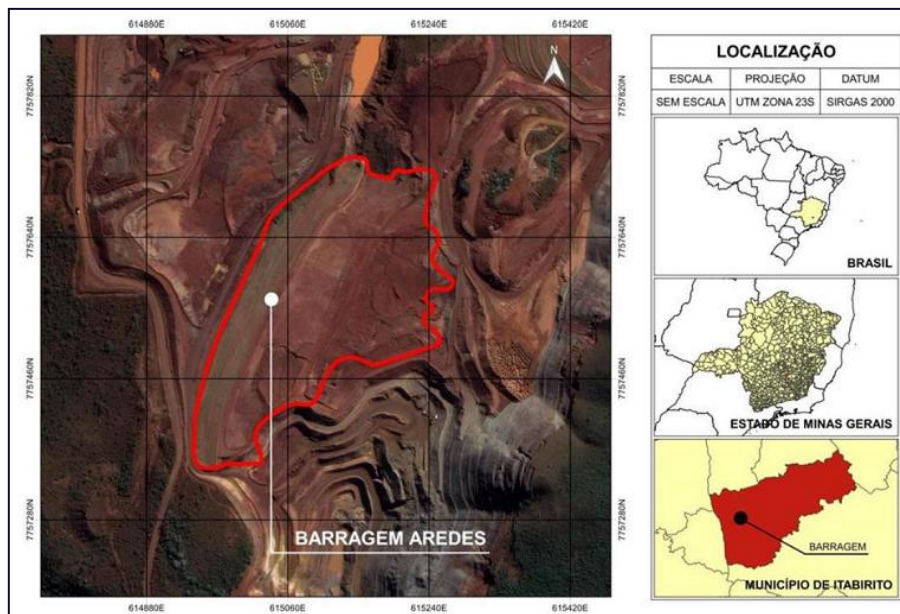 614880E 615060E 615240E 615420E
7757820N
7757820N
7757640N
7757640N
7757460N
7757460N
7757280N
7757280N
N
BARRAGEM AREDES
614880E 615060E 615240E 615420E
LOCALIZAÇÃO
ESCALA PROJEÇÃO DATUM
SEM ESCALA UTM ZONA 23S SIRGAS 2000
BRASIL
ESTADO DE MINAS GERAIS
BARRAGEM
MUNICÍPIO DE ITABIRITO